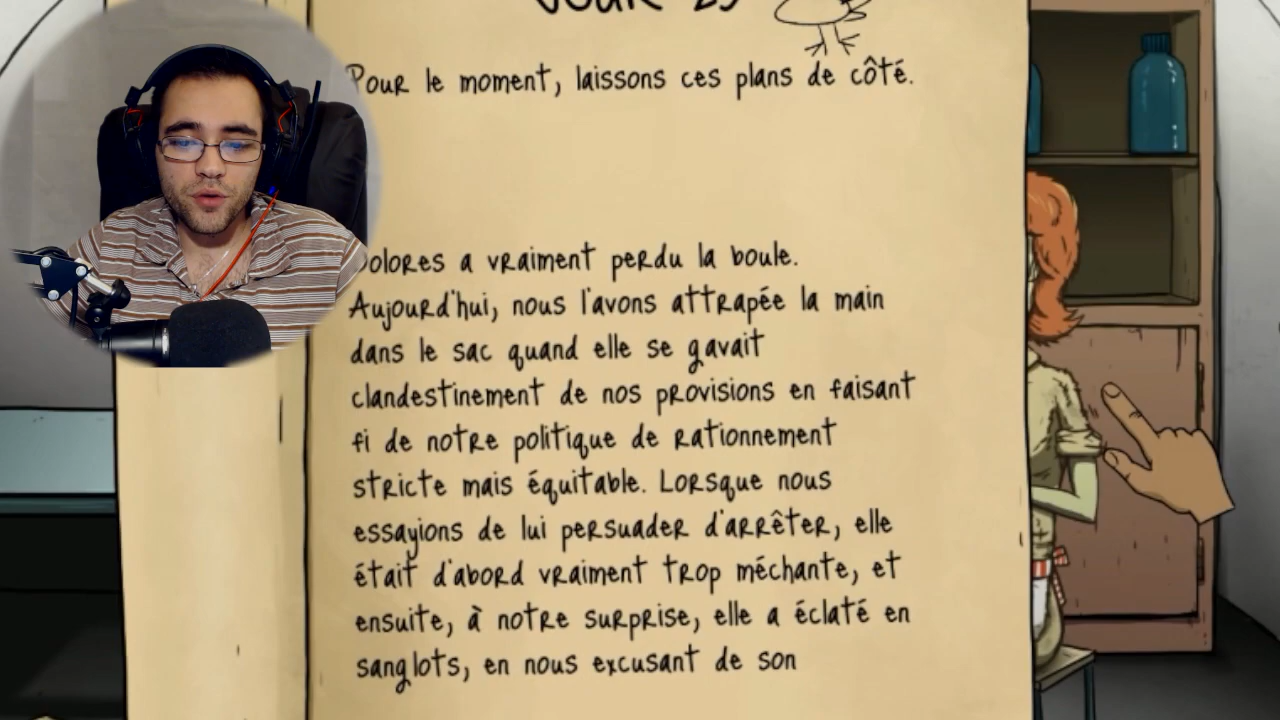 Pour le moment, laissons ces plans de côté.
Dolores a vraiment perdu la boule.
Aujourd'hui, nous l'avons attrapée la main
dans le sac quand elle se gavait
clandestinement de nos provisions en faisant
fi de notre politique de rationnement
stricte mais équitable. Lorsque nous
essayions de lui persuader d'arrêter, elle
était d'abord vraiment trop méchante, et
ensuite, à notre surprise, elle a éclaté en
sanglots, en nous excusant de son